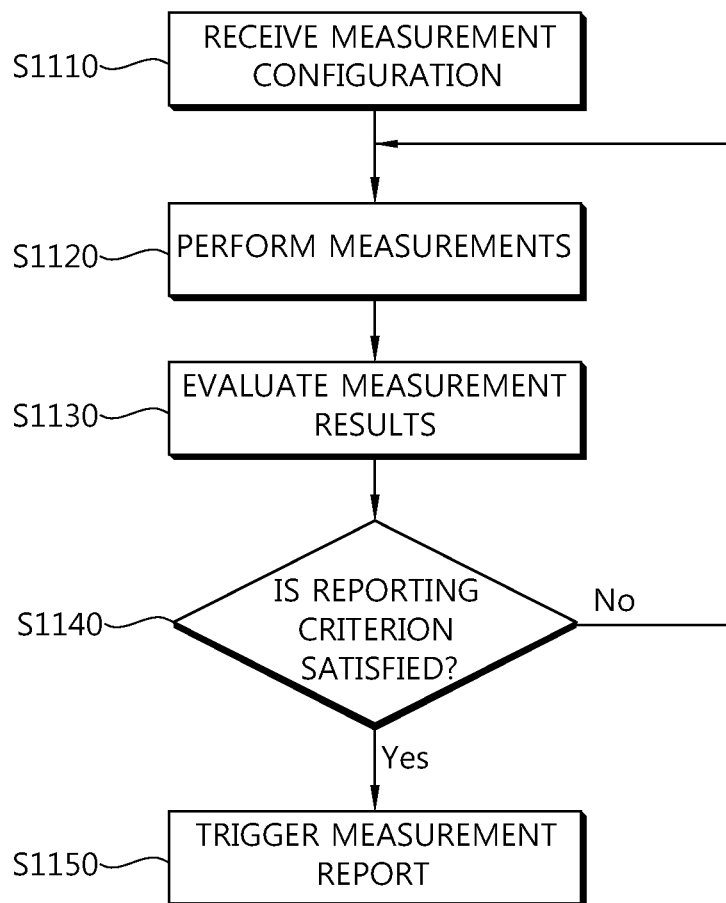 S1110
RECEIVE MEASUREMENT
CONFIGURATION
S1120
PERFORM MEASUREMENTS
S1130
EVALUATE MEASUREMENT
RESULTS
S1140
IS REPORTING
CRITERION
SATISFIED?
No
Yes
S1150
TRIGGER MEASUREMENT
REPORT